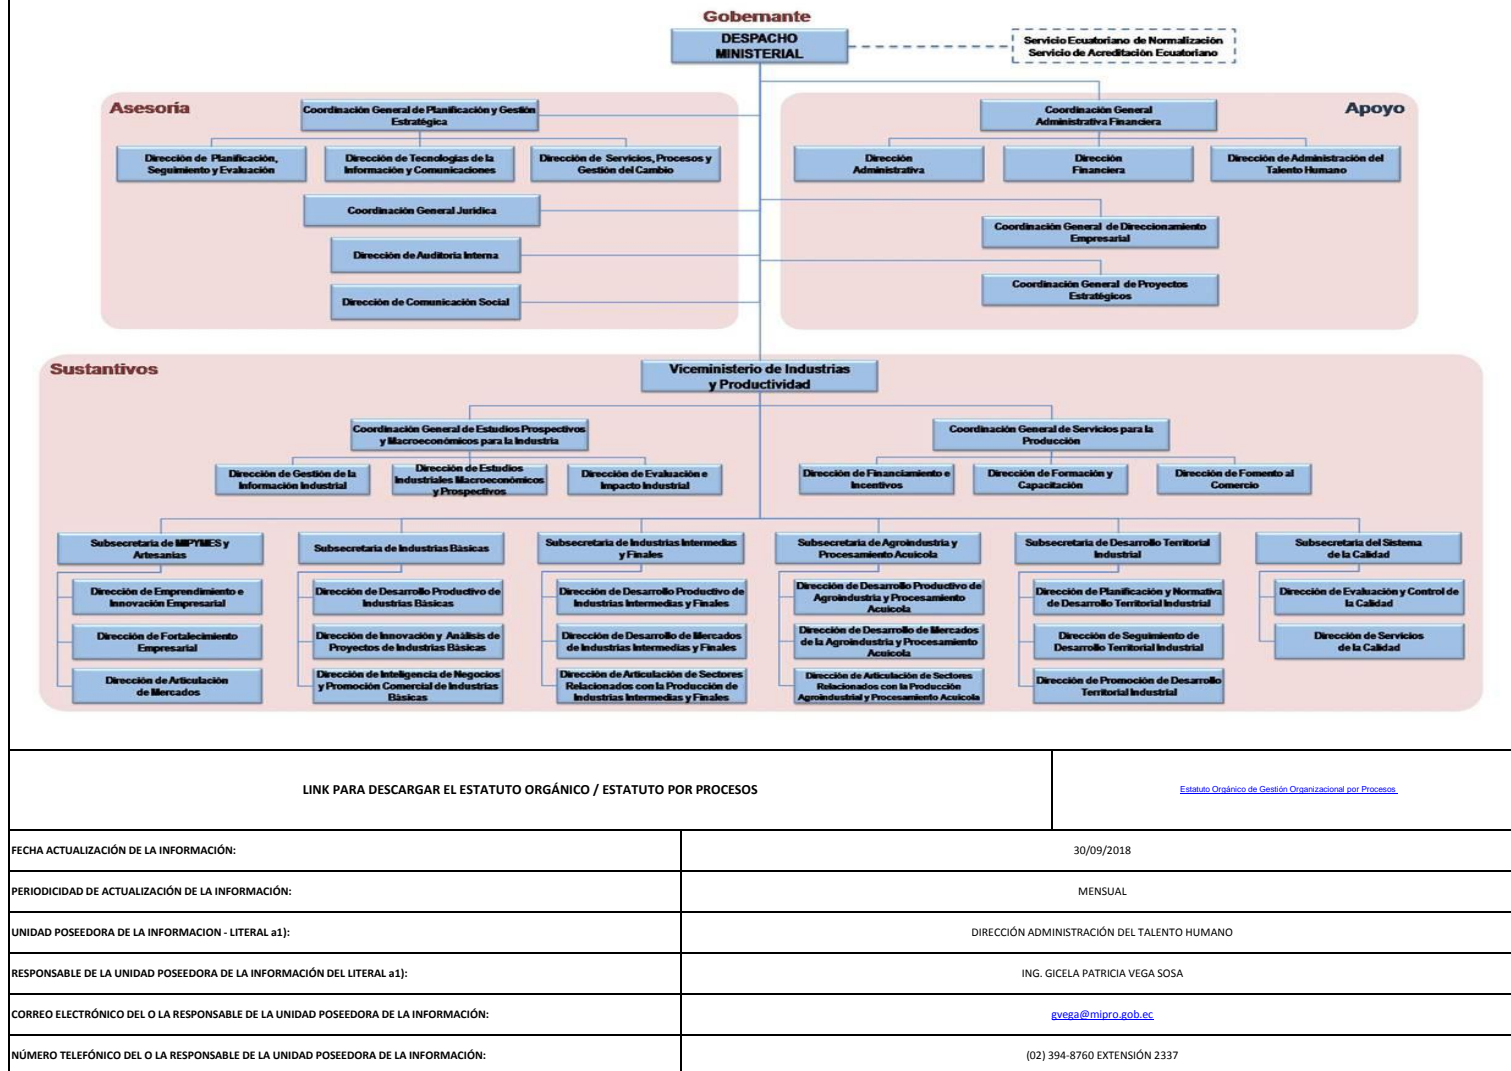 Gobernante
DESPACHO
MINISTERIAL
Servicio Ecuatoriano de Normalización
Servicio de Acreditación Ecuatoriano
Asesoría
Coordinación General de Planificación y Gestión
Estratégica
Dirección de Planificación,
Seguimiento y Evaluación
Dirección de Tecnologías de la
Información y Comunicaciones
Dirección de Servicios, Procesos y
Gestión del Cambio
Coordinación General Jurídica
Dirección de Auditoría Interna
Dirección de Comunicación Social
Apoyo
Coordinación General
Administrativa Financiera
Dirección
Administrativa
Dirección
Financiera
Dirección de Administración del
Talento Humano
Coordinación General de Direccionamiento
Empresarial
Coordinación General de Proyectos
Estratégicos
Sustantivos
Viceministerio de Industrias
y Productividad
Coordinación General de Estudios Prospectivos
y Macroeconómicos para la Industria
Dirección de Gestión de la
Información Industrial
Dirección de Estudios
Industriales Macroeconómicos
y Prospectivos
Dirección de Evaluación e
Impacto Industrial
Coordinación General de Servicios para la
Producción
Dirección de Financiamiento e
Incentivos
Dirección de Formación y
Capacitación
Dirección de Fomento al
Comercio
Subsecretaria de MIPYMES y
Artesanías
Dirección de Emprendimiento e
Innovación Empresarial
Dirección de Fortalecimiento
Empresarial
Dirección de Articulación
de Mercados
Subsecretaria de Industrias Básicas
Dirección de Desarrollo Productivo de
Industrias Básicas
Dirección de Innovación y Análisis de
Proyectos de Industrias Básicas
Dirección de Inteligencia de Negocios
y Promoción Comercial de Industrias
Básicas
Subsecretaria de Industrias Intermedias
y Finales
Dirección de Desarrollo Productivo de
Industrias Intermedias y Finales
Dirección de Desarrollo de Mercados
de Industrias Intermedias y Finales
Dirección de Articulación de Sectores
Relacionados con la Producción de
Industrias Intermedias y Finales
Subsecretaria de Agroindustria y
Procesamiento Acuícola
Dirección de Desarrollo Productivo de
Agroindustria y Procesamiento
Acuícola
Dirección de Desarrollo de Mercados
de la Agroindustria y Procesamiento
Acuícola
Dirección de Articulación de Sectores
Relacionados con la Producción
Agroindustrial y Procesamiento Acuícola
Subsecretaria de Desarrollo Territorial
Industrial
Dirección de Planificación y Normativa
de Desarrollo Territorial Industrial
Dirección de Seguimiento de
Desarrollo Territorial Industrial
Dirección de Promoción de Desarrollo
Territorial Industrial
Subsecretaria del Sistema
de la Calidad
Dirección de Evaluación y Control de
la Calidad
Dirección de Servicios
de la Calidad
LINK PARA DESCARGAR EL ESTATUTO ORGÁNICO / ESTATUTO POR PROCESOS
Estatuto Orgánico de Gestión Organizacional por Procesos
FECHA ACTUALIZACIÓN DE LA INFORMACIÓN:
30/09/2018
PERIODICIDAD DE ACTUALIZACIÓN DE LA INFORMACIÓN:
MENSUAL
UNIDAD POSEEDORA DE LA INFORMACION - LITERAL a1):
DIRECCIÓN ADMINISTRACIÓN DEL TALENTO HUMANO
RESPONSABLE DE LA UNIDAD POSEEDORA DE LA INFORMACIÓN DEL LITERAL a1):
ING. GICELA PATRICIA VEGA SOSA
CORREO ELECTRÓNICO DEL O LA RESPONSABLE DE LA UNIDAD POSEEDORA DE LA INFORMACIÓN:
gvega@mipro.gob.ec
NÚMERO TELEFÓNICO DEL O LA RESPONSABLE DE LA UNIDAD POSEEDORA DE LA INFORMACIÓN:
(02) 394-8760 EXTENSIÓN 2337